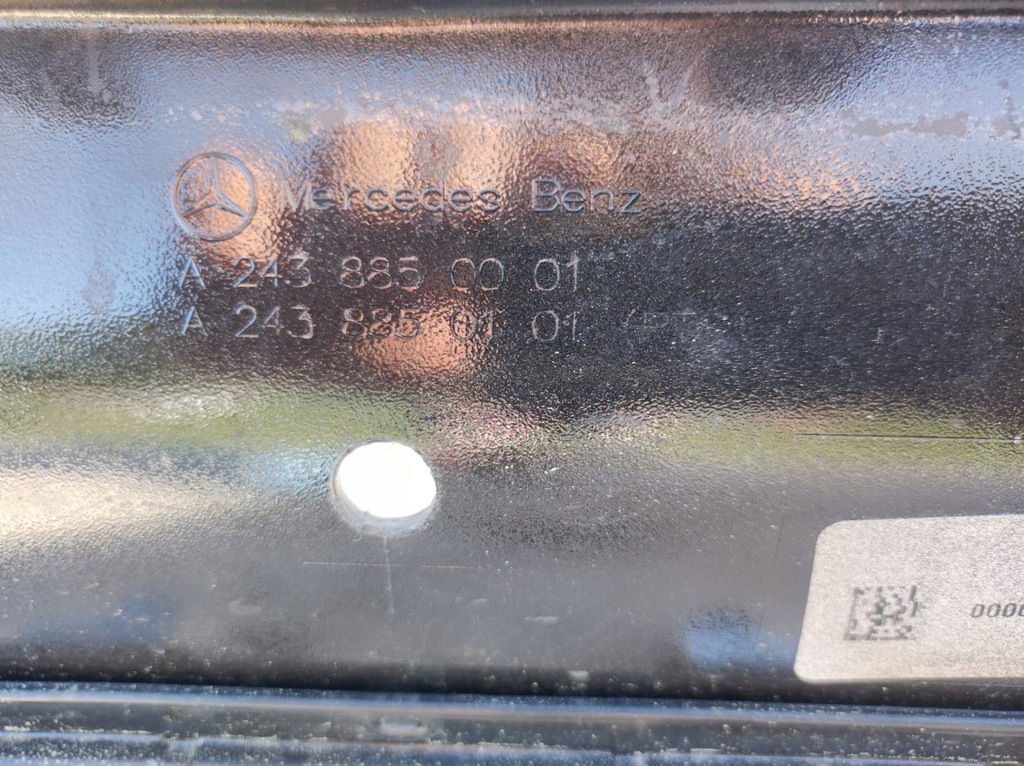 Mercedes Benz
A 243 885 00 01
A 243 885 01 01